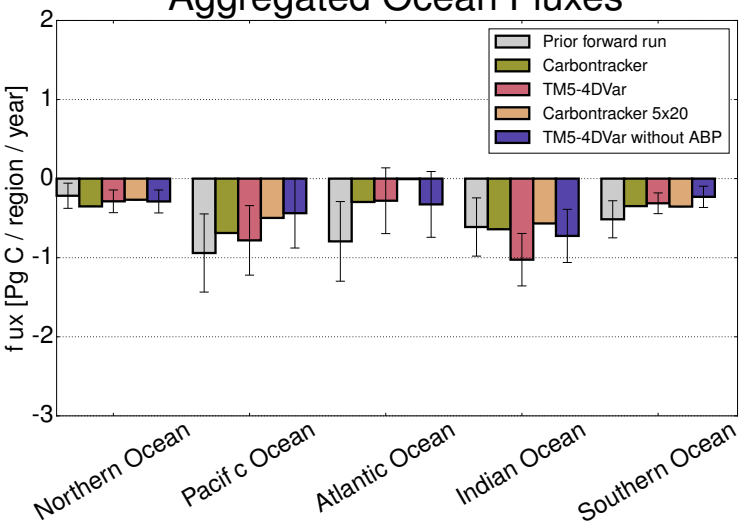 Aggregated Ocean Fluxes
Prior forward run
Carbontracker
TM5-4DVar
Carbontracker 5x20
TM5-4DVar without ABP
flux [Pg C / region / year]
2
1
0
-1
-2
-3
Northern Ocean
Pacif c Ocean
Atlantic Ocean
Indian Ocean
Southern Ocean